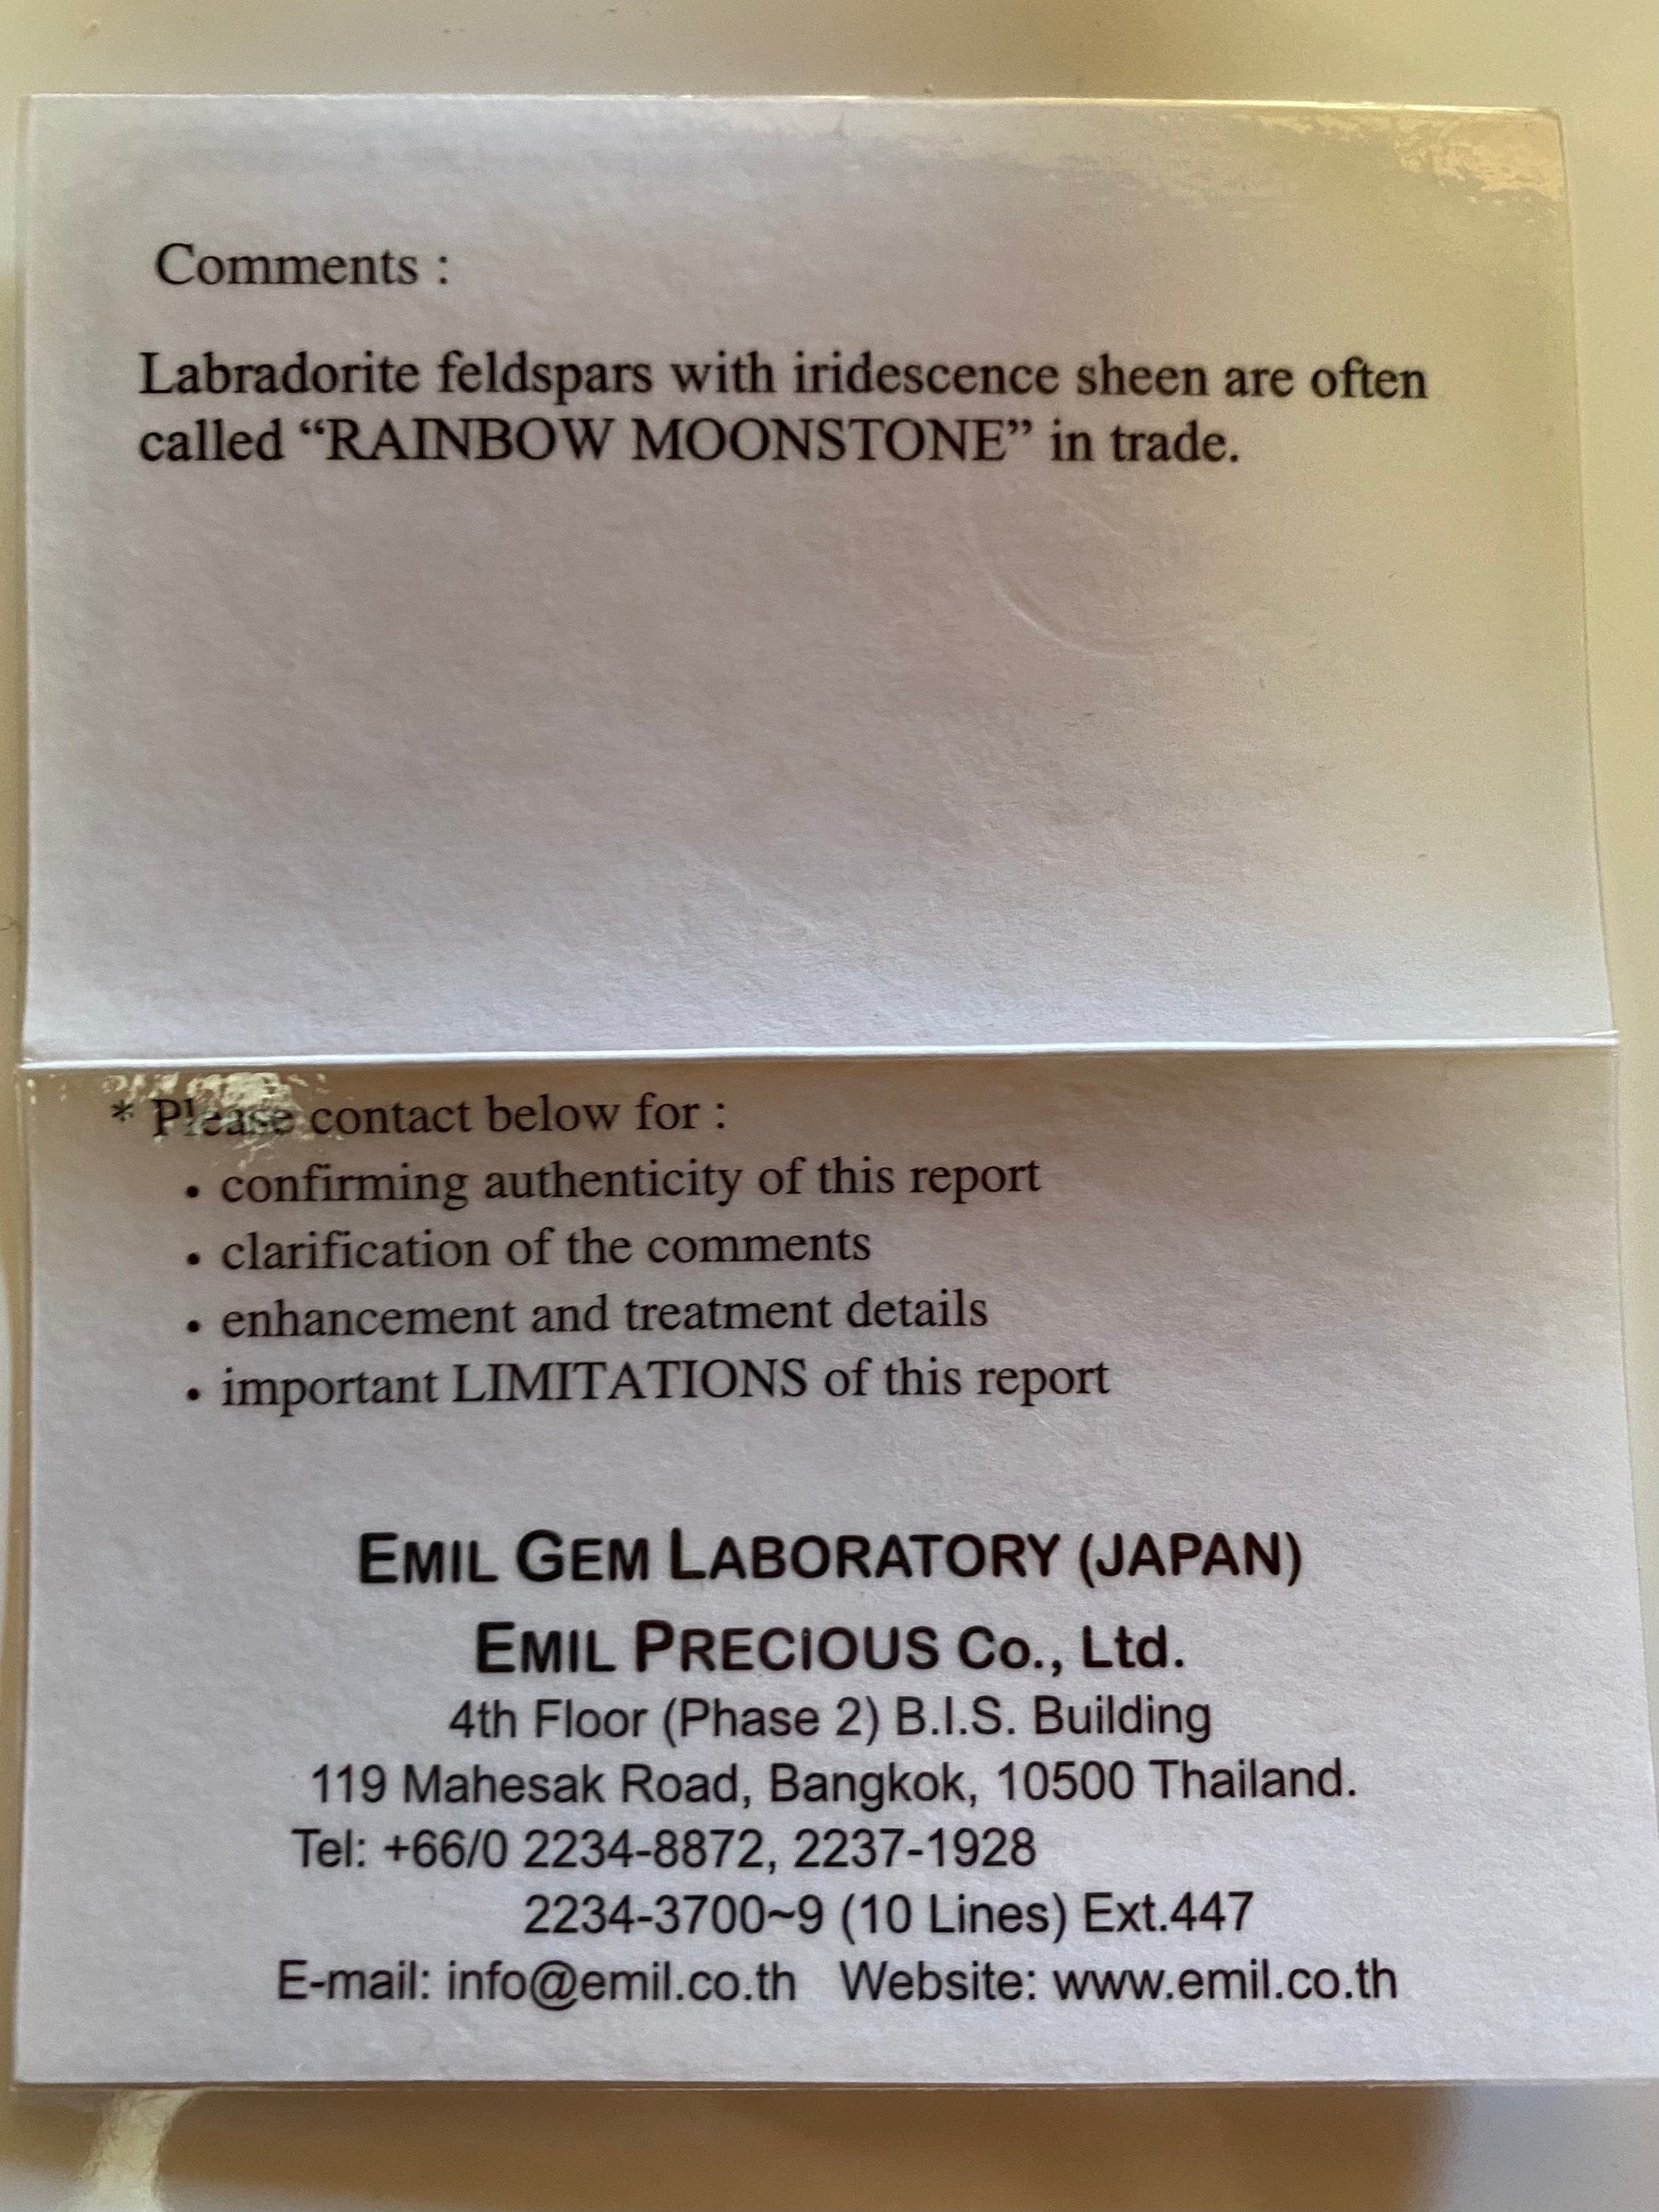 Comments :
Labradorite feldspars with iridescence sheen are often
called “RAINBOW MOONSTONE” in trade.
* Please contact below for :
• confirming authenticity of this report
• clarification of the comments
• enhancement and treatment details
• important LIMITATIONS of this report
EMIL GEM LABORATORY (JAPAN)
EMIL PRECIOUS Co., Ltd.
4th Floor (Phase 2) B.I.S. Building
119 Mahesak Road, Bangkok, 10500 Thailand.
Tel: +66/0 2234-8872, 2237-1928
2234-3700~9 (10 Lines) Ext.447
E-mail: info@emil.co.th Website: www.emil.co.th